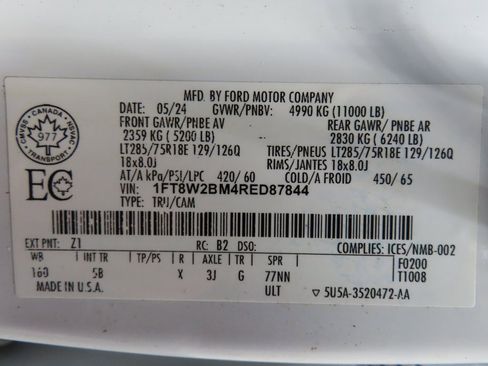 MFD. BY FORD MOTOR COMPANY
DATE: 05/24 GVWR/PNBV: 4990 KG (11000 LB)
FRONT GAWR/PNBE AV REAR GAWR/ PNBE AR
2359 KG (5200 LB) 2830 KG (6240 LB)
LT285/75R18E 129/126Q TIRES/PNEUS LT285/75R18E 129/126Q
18x8.0J RIMS/JANTES 18x8.0J
AT/A kPa/PSI/LPC 420/60 COLD/A FROID 450/65
VIN: 1FT8W2BM4RED87844
TYPE: TRU/CAM
CMVSS · CANADA · NSVAC
977
TRANSPORT
EC
EXT PNT: Z1 RC: B2 DSO: COMPLIES: ICES/NMB-002
WB INT TR TP/PS R AXLE TR SPR F0200
160 5B X 3J G 77NN T1008
MADE IN U.S.A. ULT ▽ 5U5A-3520472-AA